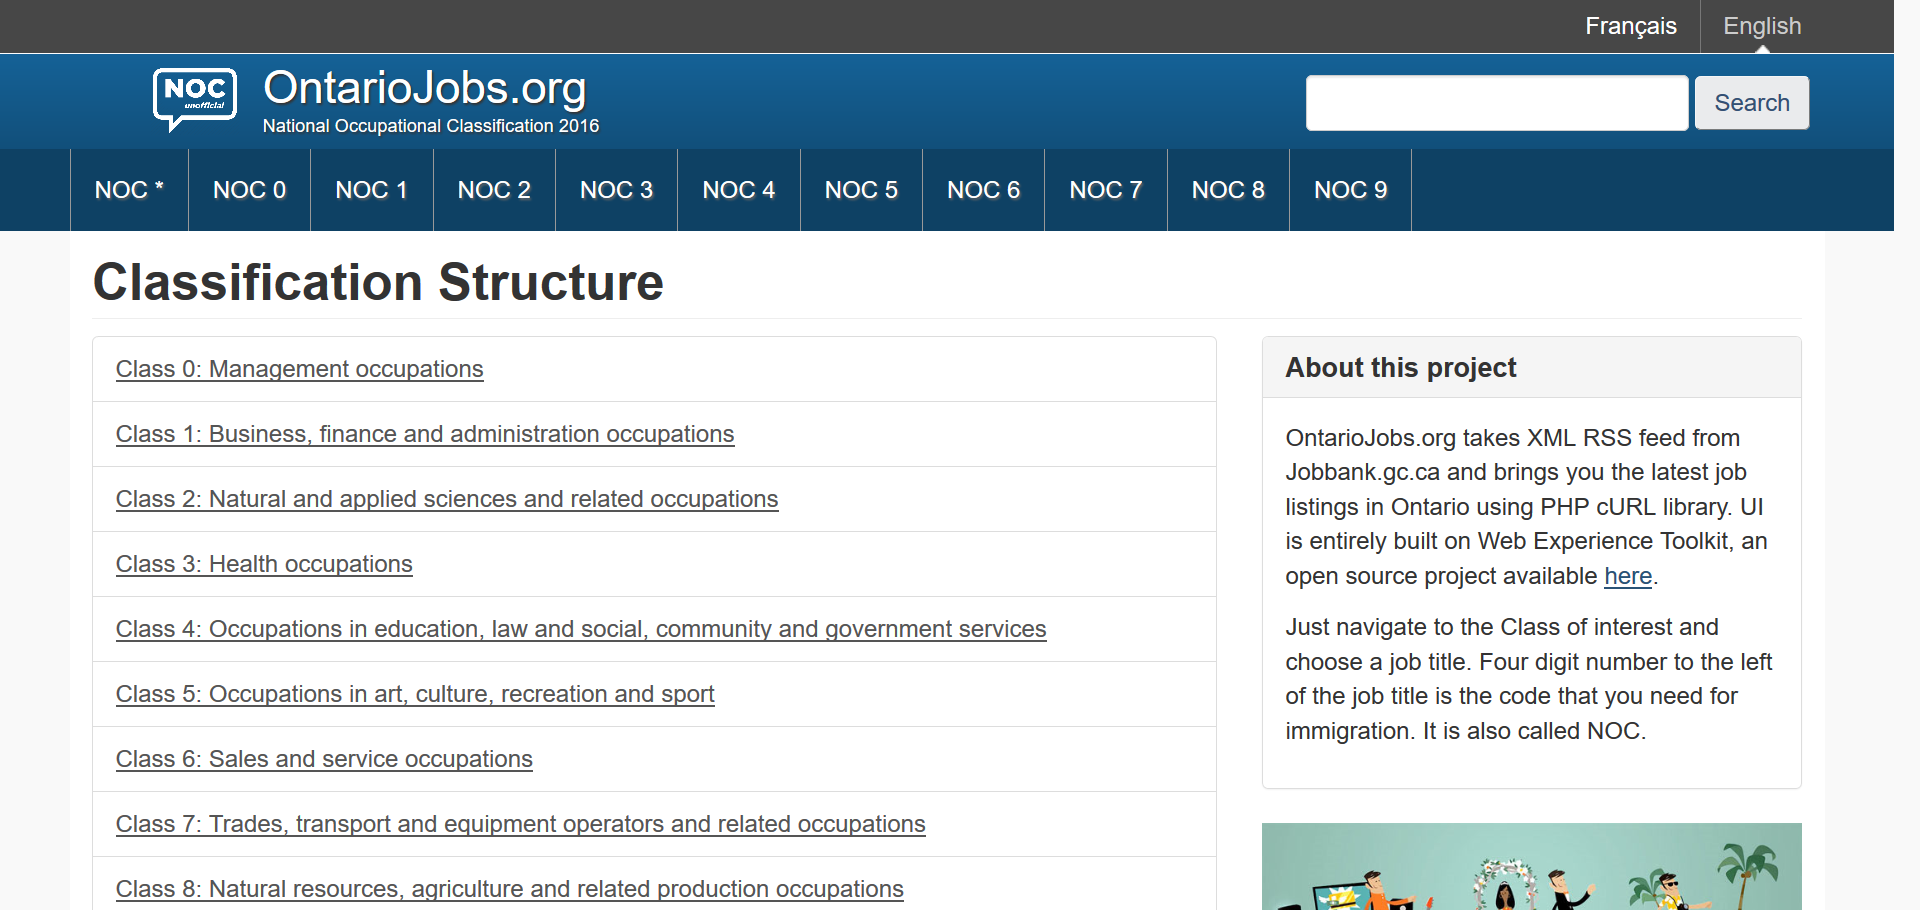 Français
English
NOC
unofficial
OntarioJobs.org
National Occupational Classification 2016
Search
NOC *
NOC 0
NOC 1
NOC 2
NOC 3
NOC 4
NOC 5
NOC 6
NOC 7
NOC 8
NOC 9
Classification Structure
Class 0: Management occupations
Class 1: Business, finance and administration occupations
Class 2: Natural and applied sciences and related occupations
Class 3: Health occupations
Class 4: Occupations in education, law and social, community and government services
Class 5: Occupations in art, culture, recreation and sport
Class 6: Sales and service occupations
Class 7: Trades, transport and equipment operators and related occupations
Class 8: Natural resources, agriculture and related production occupations
About this project
OntarioJobs.org takes XML RSS feed from
Jobbank.gc.ca and brings you the latest job
listings in Ontario using PHP cURL library. UI
is entirely built on Web Experience Toolkit, an
open source project available here.
Just navigate to the Class of interest and
choose a job title. Four digit number to the left
of the job title is the code that you need for
immigration. It is also called NOC.